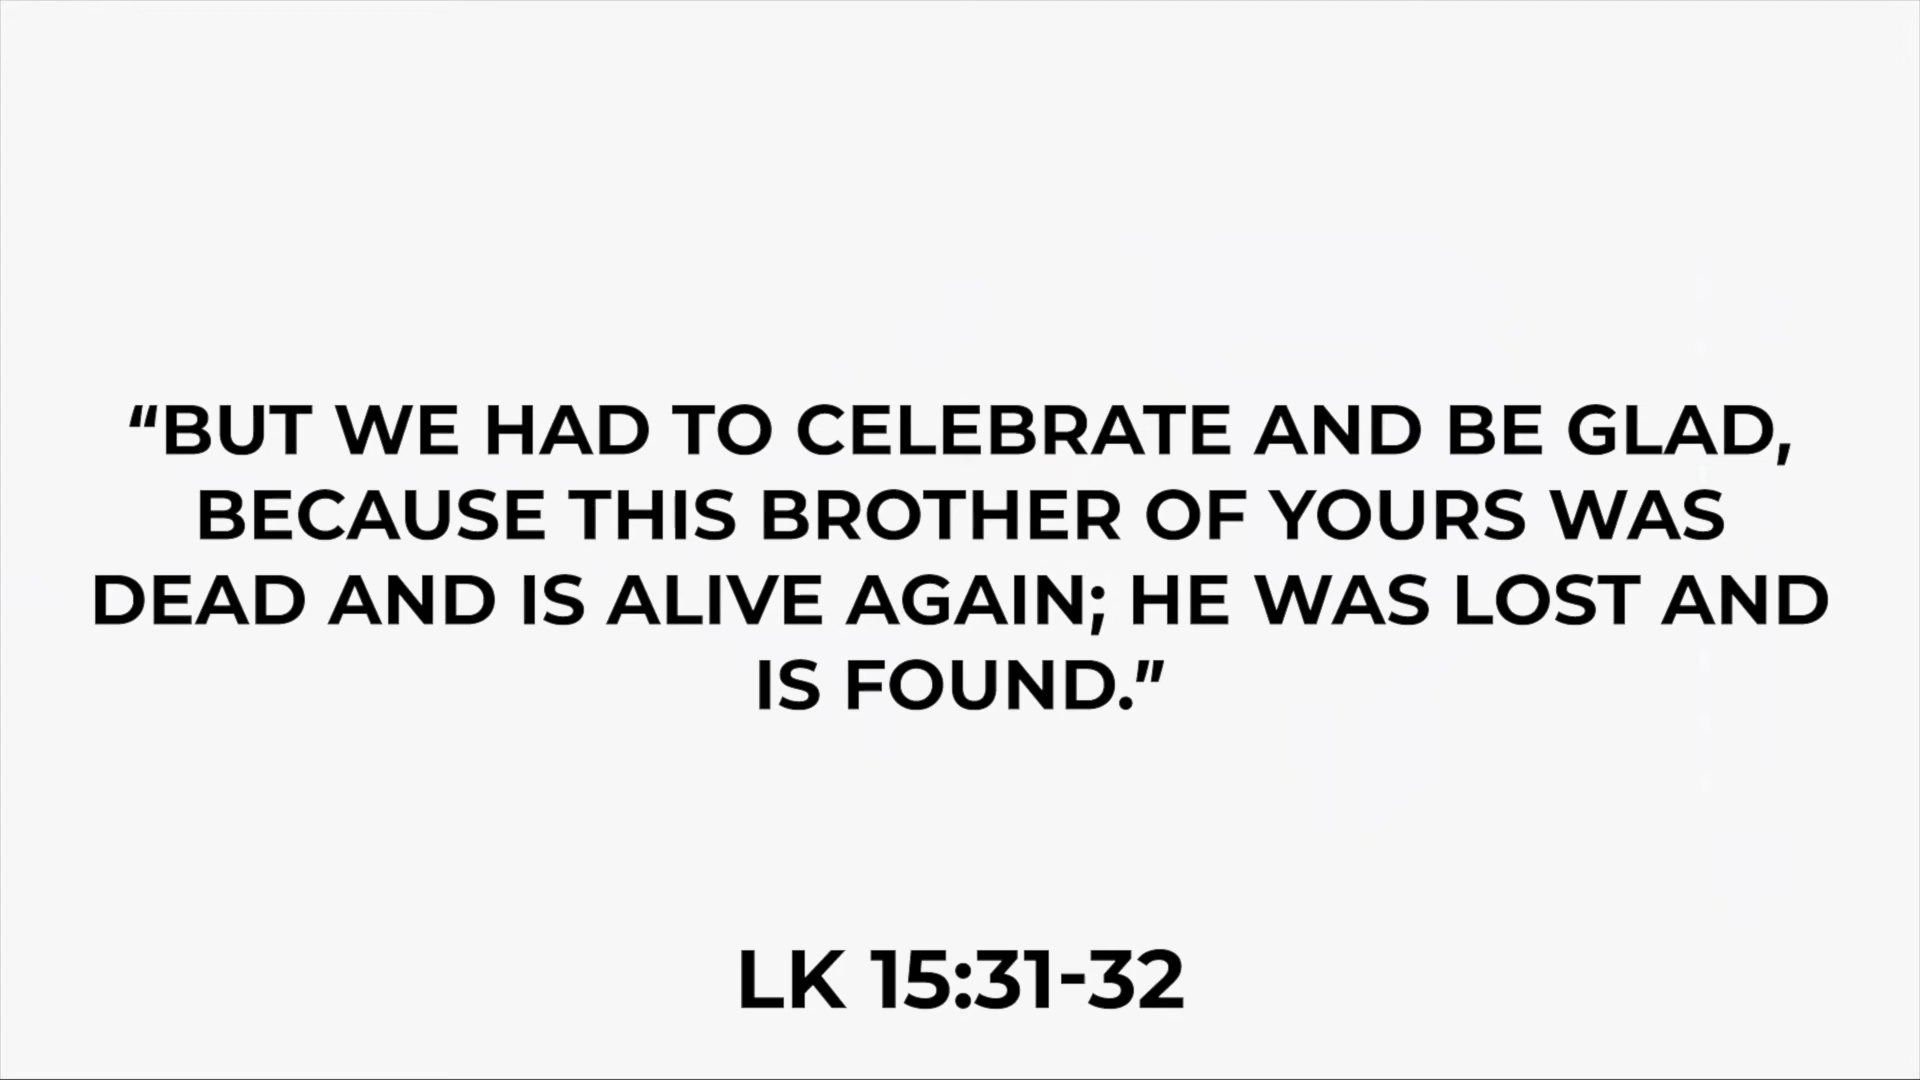 “BUT WE HAD TO CELEBRATE AND BE GLAD,
BECAUSE THIS BROTHER OF YOURS WAS
DEAD AND IS ALIVE AGAIN; HE WAS LOST AND
IS FOUND.”
LK 15:31-32